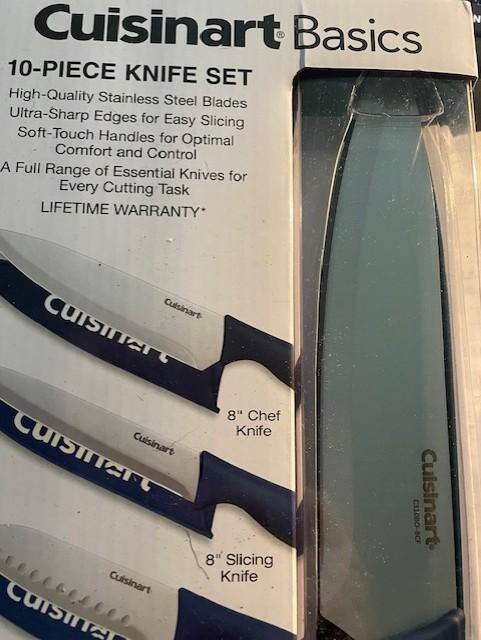 Cuisinart® Basics
10-PIECE KNIFE SET
High-Quality Stainless Steel Blades
Ultra-Sharp Edges for Easy Slicing
Soft-Touch Handles for Optimal
Comfort and Control
A Full Range of Essential Knives for
Every Cutting Task
LIFETIME WARRANTY*
Cuisinart
Cuisinart
8" Chef
Knife
Cuisinart
Cuisinart
8" Slicing
Knife
Cuisinart
Cuisinart
Cuisinart